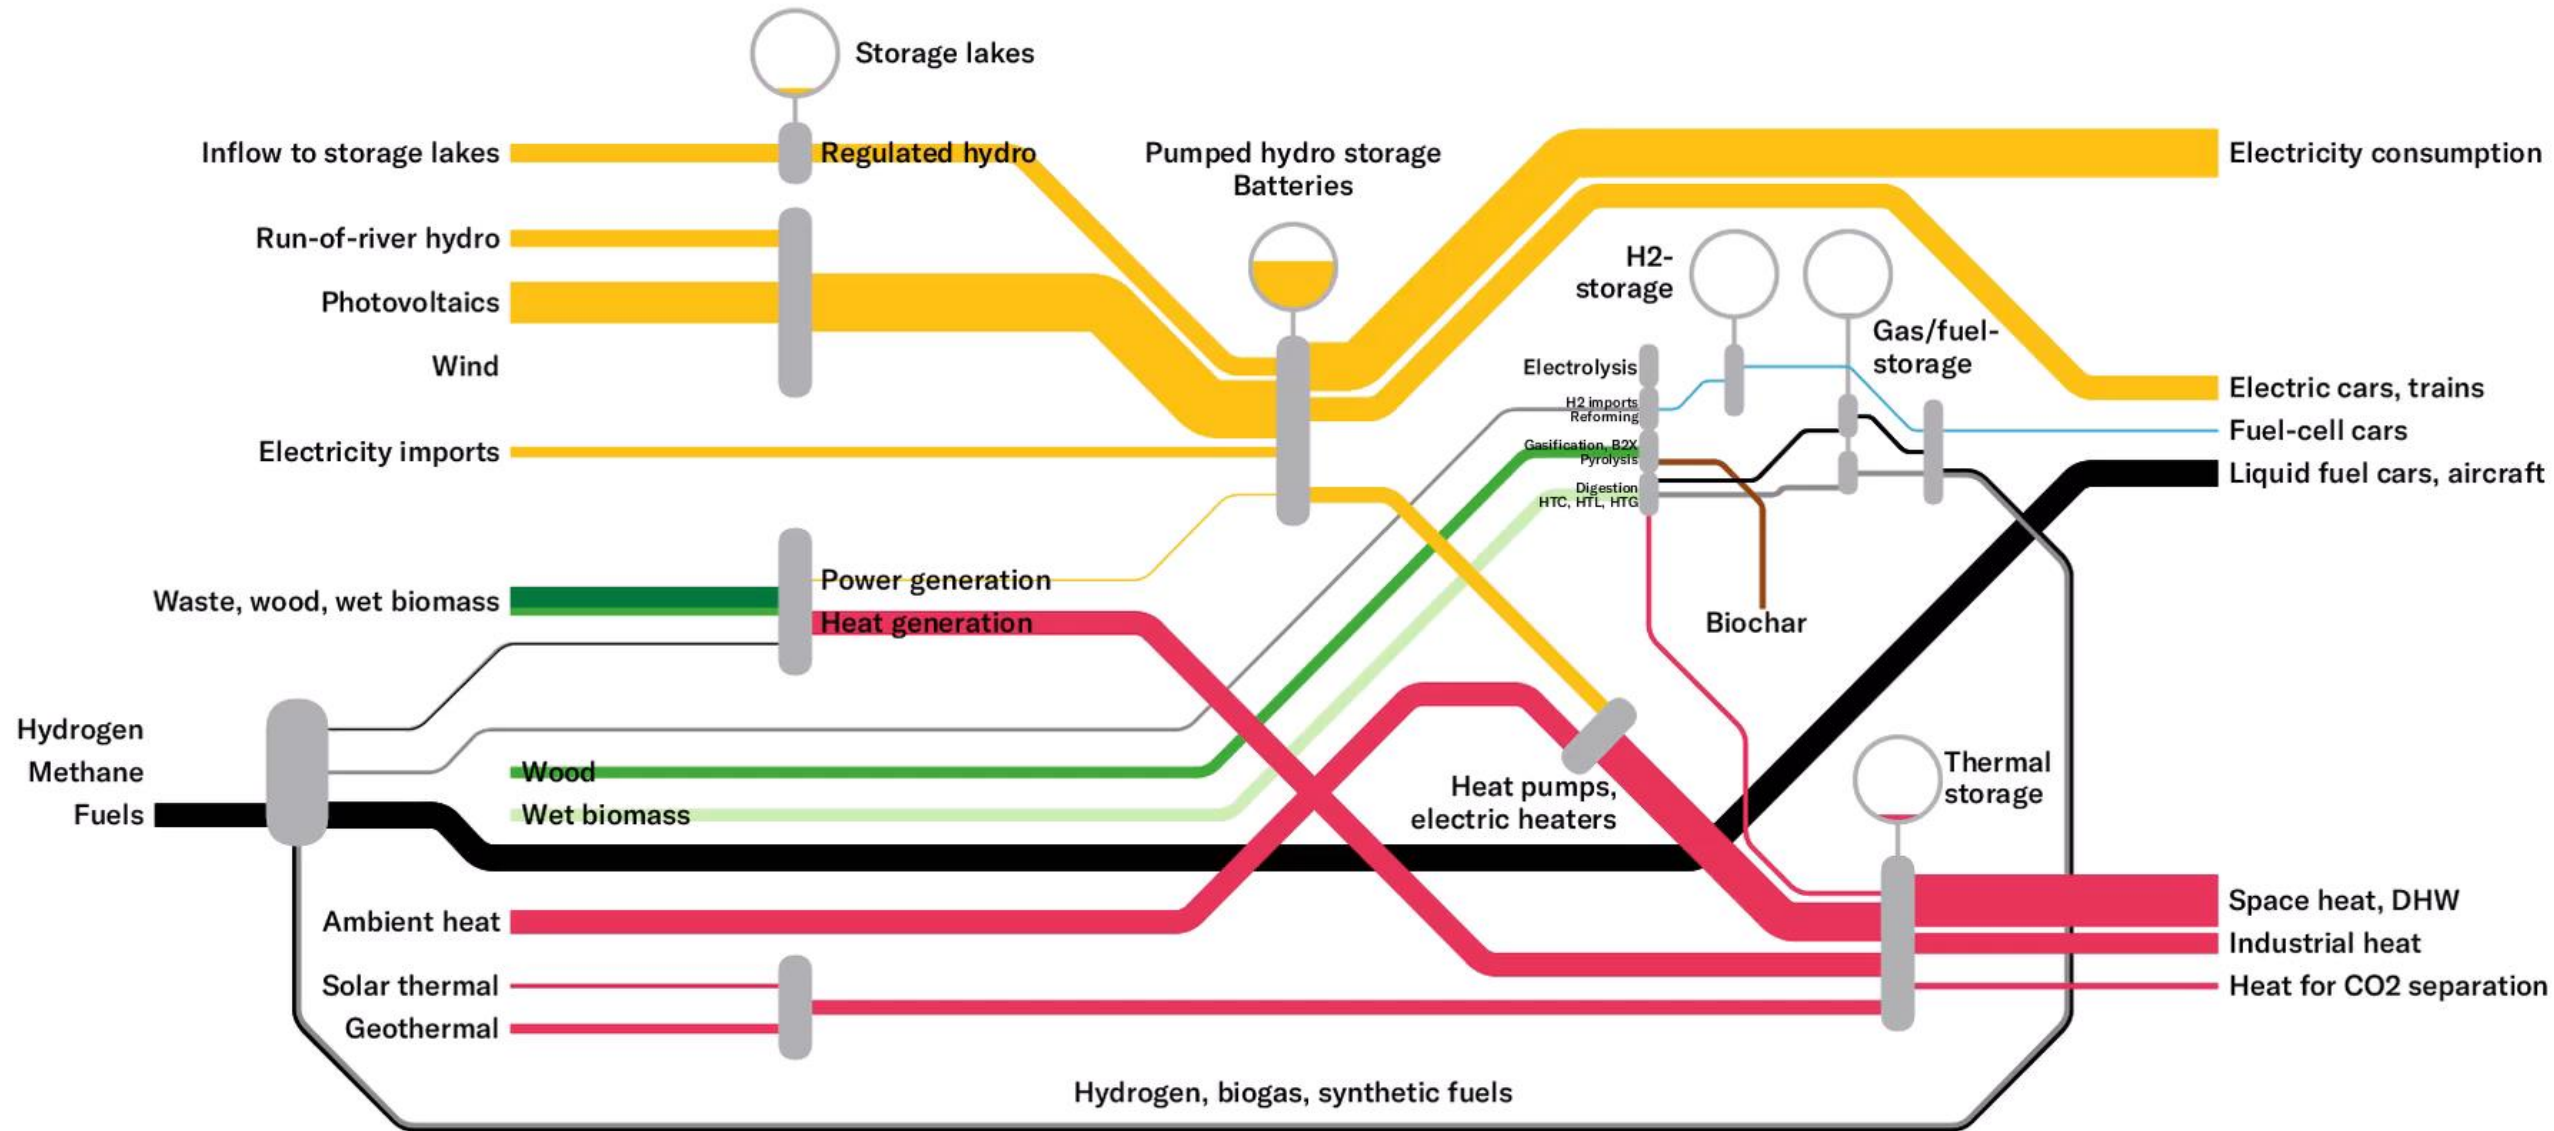 Storage lakes
Inflow to storage lakes
Regulated hydro
Pumped hydro storage
Batteries
Electricity consumption
Run-of-river hydro
Photovoltaics
Wind
H2-
storage
Gas/fuel-
storage
Electrolysis
H2 imports
Reforming
Gasification, B2X
Pyrolysis
Digestion
HTC, HTL, HTG
Electric cars, trains
Fuel-cell cars
Liquid fuel cars, aircraft
Electricity imports
Power generation
Waste, wood, wet biomass
Heat generation
Biochar
Hydrogen
Methane
Fuels
Wood
Wet biomass
Heat pumps,
electric heaters
Thermal
storage
Ambient heat
Solar thermal
Geothermal
Space heat, DHW
Industrial heat
Heat for CO2 separation
Hydrogen, biogas, synthetic fuels